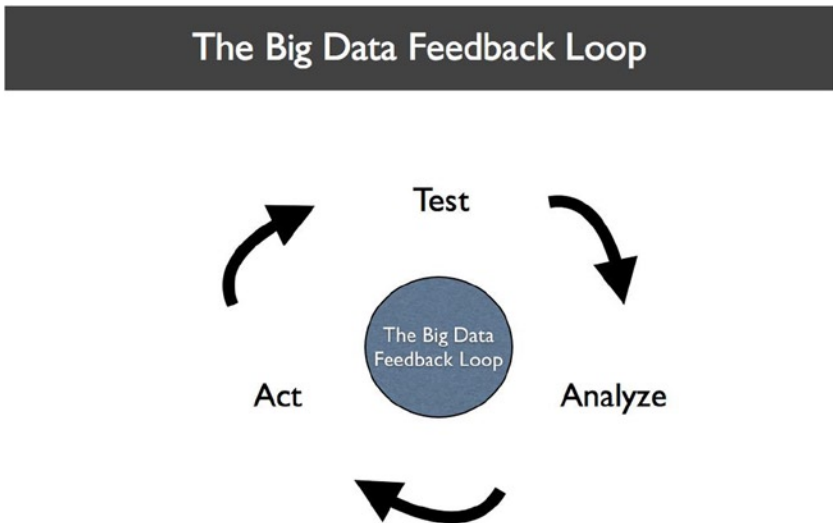 The Big Data Feedback Loop
Test
The Big Data
Feedback Loop
Act
Analyze